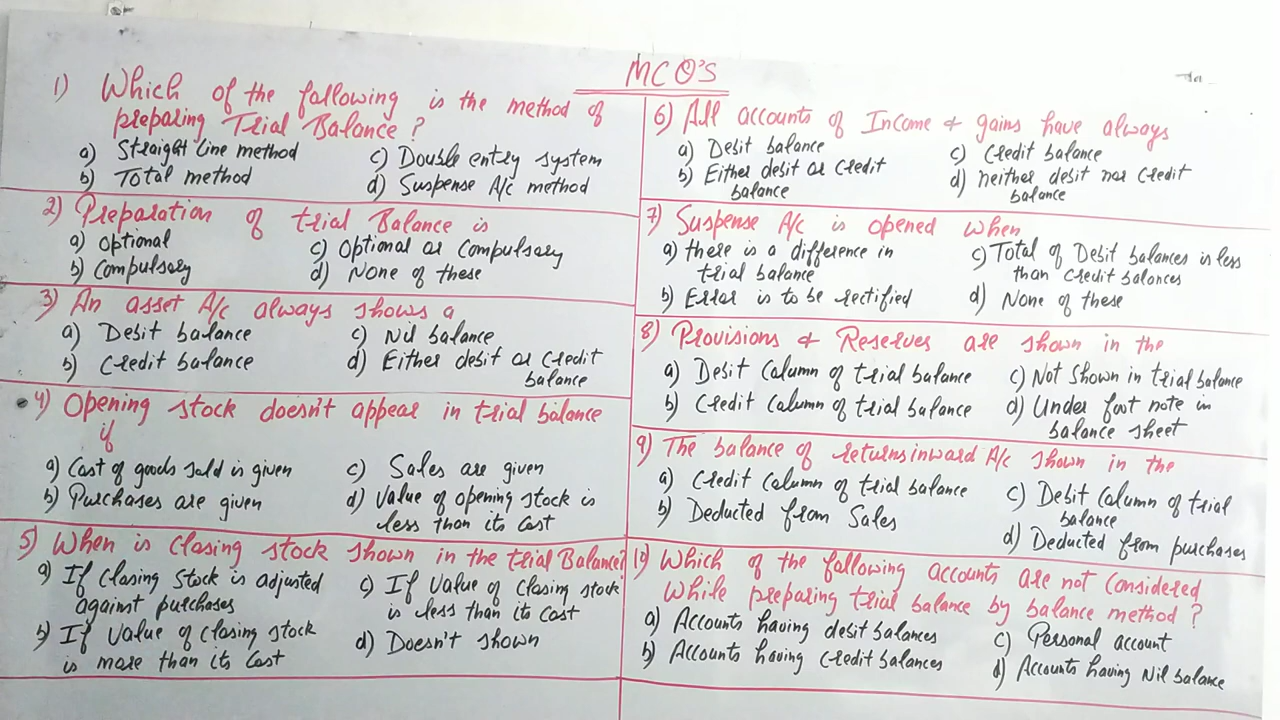 MCQ'S
1) Which of the following is the method of
preparing Trial Balance ?
a) Straight Line method
b) Total method
c) Double entry system
d) Suspense A/c method
2) Preparation of trial Balance is
a) Optional
b) Compulsory
c) Optional or Compulsory
d) None of these
3) An asset A/c always shows a
a) Debit balance
b) Credit balance
c) Nil balance
d) Either debit or Credit
balance
4) Opening stock doesn't appear in trial balance
if
a) Cost of goods sold is given
b) Purchases are given
c) Sales are given
d) Value of opening stock is
less than its Cost
5) When is Closing stock shown in the trial Balance?
a) If Closing Stock is adjusted
against purchases
b) If Value of Closing stock
is more than its Cost
c) If Value of Closing stock
is less than its Cost
d) Doesn't shown
6) All accounts of Income & gains have always
a) Debit balance
b) Either debit or Credit
balance
c) Credit balance
d) neither debit nor Credit
balance
7) Suspense A/c is opened when
a) there is a difference in
trial balance
b) Error is to be rectified
c) Total of Debit balances is less
than Credit balances
d) None of these
8) Provisions & Reserves are shown in the
a) Debit Column of trial balance
b) Credit Column of trial balance
c) Not Shown in trial balance
d) Under foot note in
balance sheet
9) The balance of returns inward A/c shown in the
a) Credit Column of trial balance
b) Deducted from Sales
c) Debit Column of trial
balance
d) Deducted from purchases
10) Which of the following accounts are not Considered
While preparing trial balance by balance method ?
a) Accounts having debit balances
b) Accounts having Credit balances
c) Personal account
d) Accounts having Nil balance